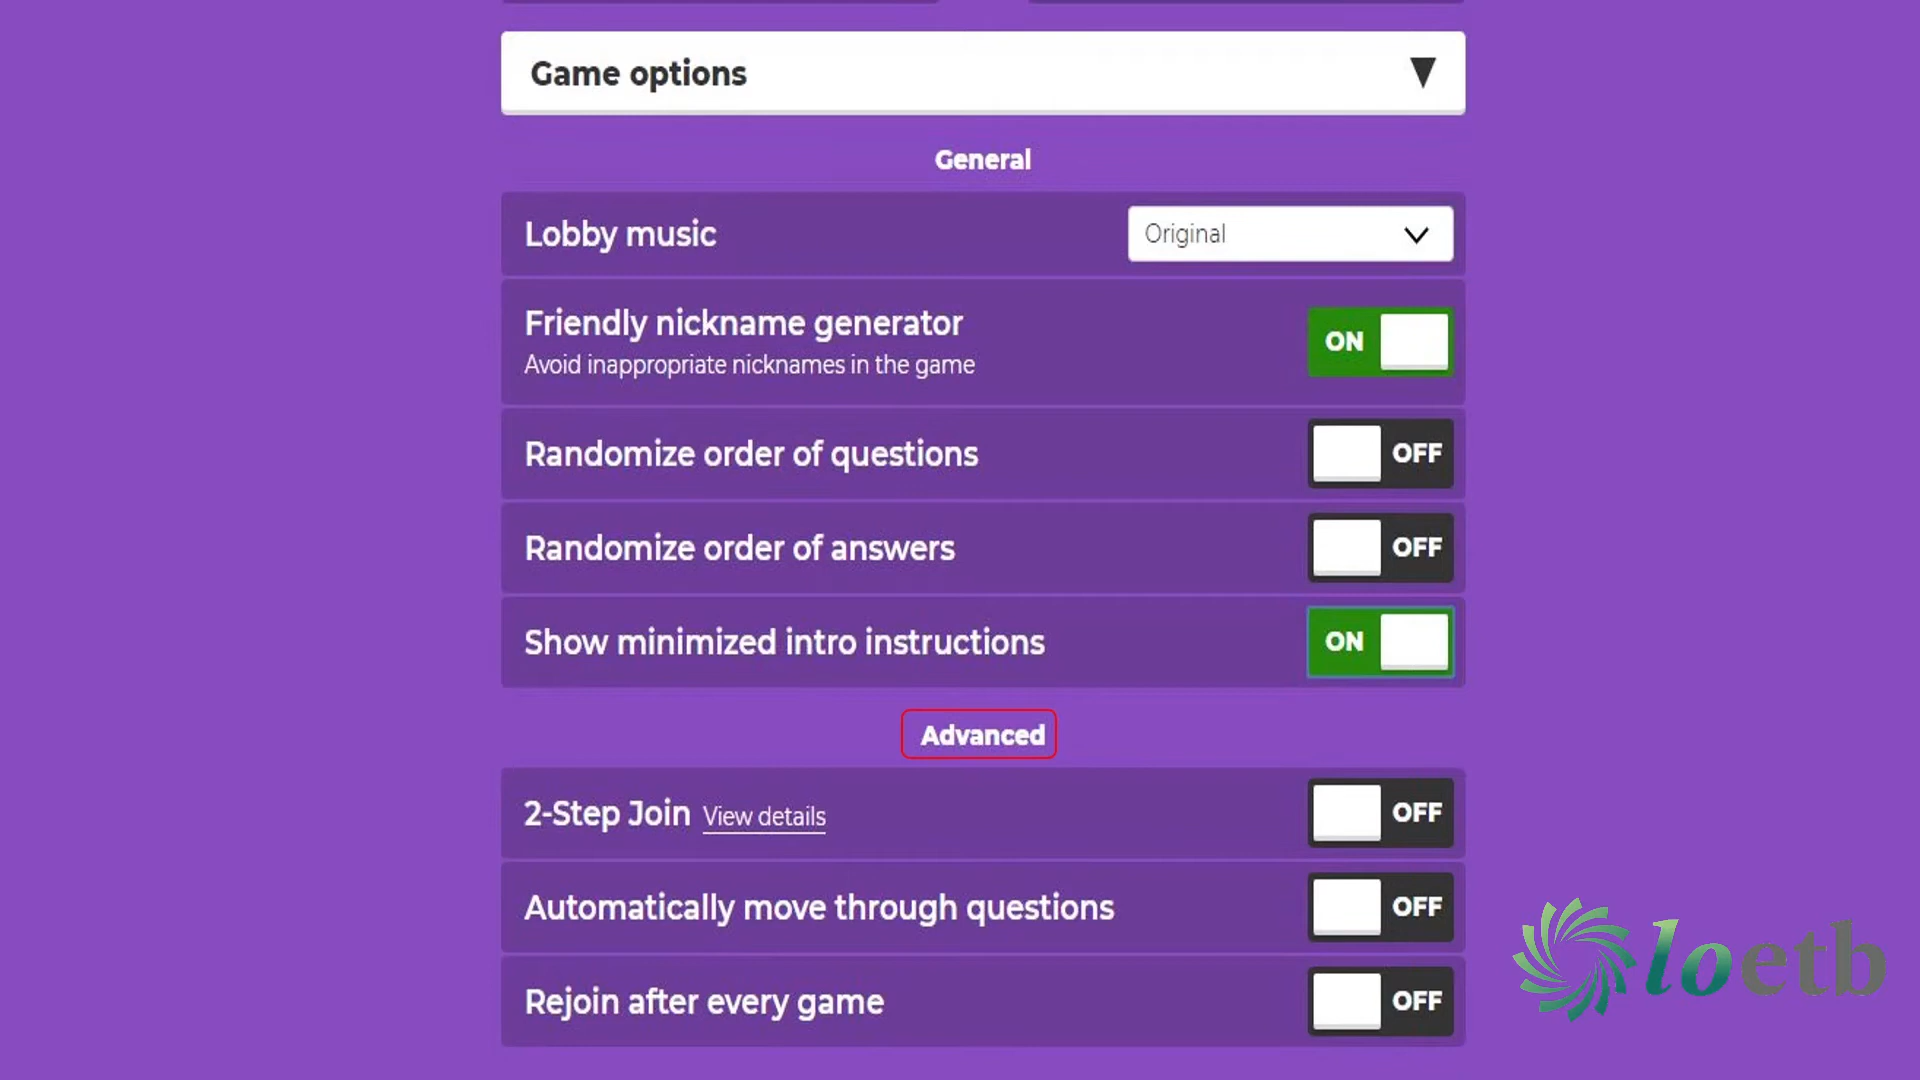 Game options
General
Lobby music
Original
Friendly nickname generator
Avoid inappropriate nicknames in the game
ON
Randomize order of questions
OFF
Randomize order of answers
OFF
Show minimized intro instructions
ON
Advanced
2-Step Join View details
OFF
Automatically move through questions
OFF
Rejoin after every game
OFF
loetb